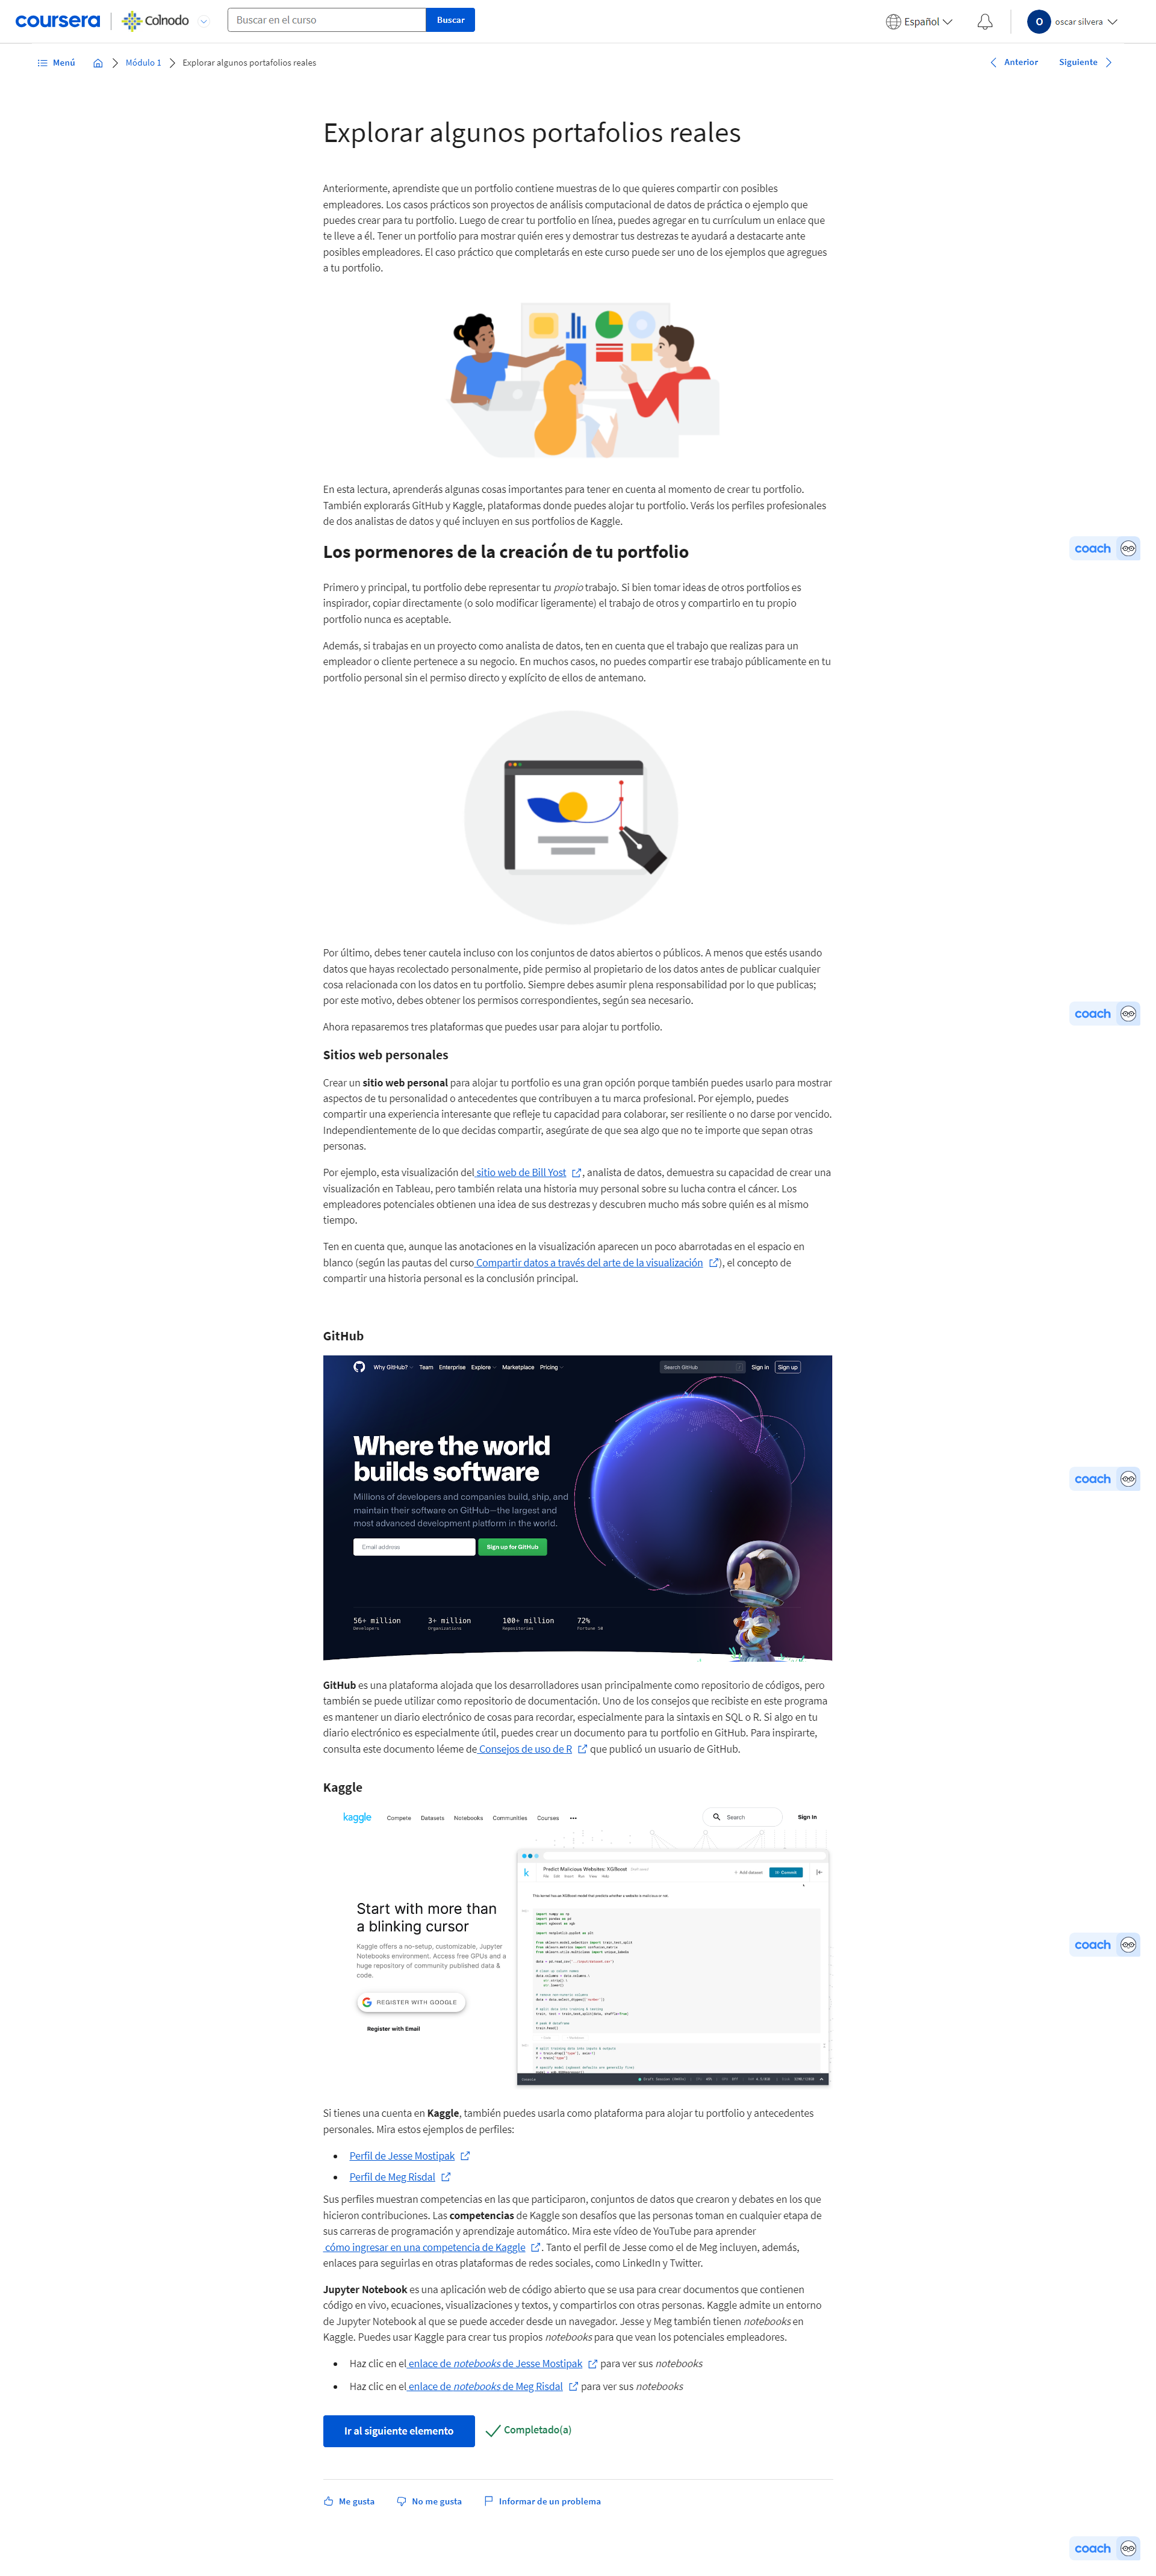 coursera
Colnodo
Buscar en el curso
Buscar
Español
O
oscar silvera
Menú
Módulo 1
Explorar algunos portafolios reales
Anterior
Siguiente
Explorar algunos portafolios reales
Anteriormente, aprendiste que un portfolio contiene muestras de lo que quieres compartir con posibles
empleadores. Los casos prácticos son proyectos de análisis computacional de datos de práctica o ejemplo que
puedes crear para tu portfolio. Luego de crear tu portfolio en línea, puedes agregar en tu currículum un enlace que
te lleve a él. Tener un portfolio para mostrar quién eres y demostrar tus destrezas te ayudará a destacarte ante
posibles empleadores. El caso práctico que completarás en este curso puede ser uno de los ejemplos que agregues
a tu portfolio.
En esta lectura, aprenderás algunas cosas importantes para tener en cuenta al momento de crear tu portfolio.
También explorarás GitHub y Kaggle, plataformas donde puedes alojar tu portfolio. Verás los perfiles profesionales
de dos analistas de datos y qué incluyen en sus portfolios de Kaggle.
coach
Los pormenores de la creación de tu portfolio
Primero y principal, tu portfolio debe representar tu propio trabajo. Si bien tomar ideas de otros portfolios es
inspirador, copiar directamente (o solo modificar ligeramente) el trabajo de otros y compartirlo en tu propio
portfolio nunca es aceptable.
Además, si trabajas en un proyecto como analista de datos, ten en cuenta que el trabajo que realizas para un
empleador o cliente pertenece a su negocio. En muchos casos, no puedes compartir ese trabajo públicamente en tu
portfolio personal sin el permiso directo y explícito de ellos de antemano.
Por último, debes tener cautela incluso con los conjuntos de datos abiertos o públicos. A menos que estés usando
datos que hayas recolectado personalmente, pide permiso al propietario de los datos antes de publicar cualquier
cosa relacionada con los datos en tu portfolio. Siempre debes asumir plena responsabilidad por lo que publicas;
por este motivo, debes obtener los permisos correspondientes, según sea necesario.
coach
Ahora repasaremos tres plataformas que puedes usar para alojar tu portfolio.
Sitios web personales
Crear un sitio web personal para alojar tu portfolio es una gran opción porque también puedes usarlo para mostrar
aspectos de tu personalidad o antecedentes que contribuyen a tu marca profesional. Por ejemplo, puedes
compartir una experiencia interesante que refleje tu capacidad para colaborar, ser resiliente o no darse por vencido.
Independientemente de lo que decidas compartir, asegúrate de que sea algo que no te importe que sepan otras
personas.
Por ejemplo, esta visualización del sitio web de Bill Yost , analista de datos, demuestra su capacidad de crear una
visualización en Tableau, pero también relata una historia muy personal sobre su lucha contra el cáncer. Los
empleadores potenciales obtienen una idea de sus destrezas y descubren mucho más sobre quién es al mismo
tiempo.
Ten en cuenta que, aunque las anotaciones en la visualización aparecen un poco abarrotadas en el espacio en
blanco (según las pautas del curso Compartir datos a través del arte de la visualización ), el concepto de
compartir una historia personal es la conclusión principal.
GitHub
Why GitHub? Team Enterprise Explore Marketplace Pricing
Search GitHub
Sign in
Sign up
Where the world
builds software
Millions of developers and companies build, ship, and
maintain their software on GitHub—the largest and
most advanced development platform in the world.
Email address
Sign up for GitHub
56+ million 3+ million 100+ million 72%
Developers Organizations Repositories Fortune 50
coach
GitHub es una plataforma alojada que los desarrolladores usan principalmente como repositorio de códigos, pero
también se puede utilizar como repositorio de documentación. Uno de los consejos que recibiste en este programa
es mantener un diario electrónico de cosas para recordar, especialmente para la sintaxis en SQL o R. Si algo en tu
diario electrónico es especialmente útil, puedes crear un documento para tu portfolio en GitHub. Para inspirarte,
consulta este documento léeme de Consejos de uso de R que publicó un usuario de GitHub.
Kaggle
kaggle
Compete Datasets Notebooks Communities Courses •••
Search
Sign In
Start with more than
a blinking cursor
Kaggle offers a no-setup, customizable, Jupyter
Notebooks environment. Access free GPUs and a
huge repository of community published data &
code.
REGISTER WITH GOOGLE
Register with Email
k
Predict Malicious Websites: XGBoost
File Edit
+ Add dataset
Commit
coach
Si tienes una cuenta en Kaggle, también puedes usarla como plataforma para alojar tu portfolio y antecedentes
personales. Mira estos ejemplos de perfiles:
• Perfil de Jesse Mostipak
• Perfil de Meg Risdal
Sus perfiles muestran competencias en las que participaron, conjuntos de datos que crearon y debates en los que
hicieron contribuciones. Las competencias de Kaggle son desafíos que las personas toman en cualquier etapa de
sus carreras de programación y aprendizaje automático. Mira este vídeo de YouTube para aprender
cómo ingresar en una competencia de Kaggle . Tanto el perfil de Jesse como el de Meg incluyen, además,
enlaces para seguirlas en otras plataformas de redes sociales, como LinkedIn y Twitter.
Jupyter Notebook es una aplicación web de código abierto que se usa para crear documentos que contienen
código en vivo, ecuaciones, visualizaciones y textos, y compartirlos con otras personas. Kaggle admite un entorno
de Jupyter Notebook al que se puede acceder desde un navegador. Jesse y Meg también tienen notebooks en
Kaggle. Puedes usar Kaggle para crear tus propios notebooks para que vean los potenciales empleadores.
• Haz clic en el enlace de notebooks de Jesse Mostipak para ver sus notebooks
• Haz clic en el enlace de notebooks de Meg Risdal para ver sus notebooks
Ir al siguiente elemento
Completado(a)
Me gusta
No me gusta
Informar de un problema
coach